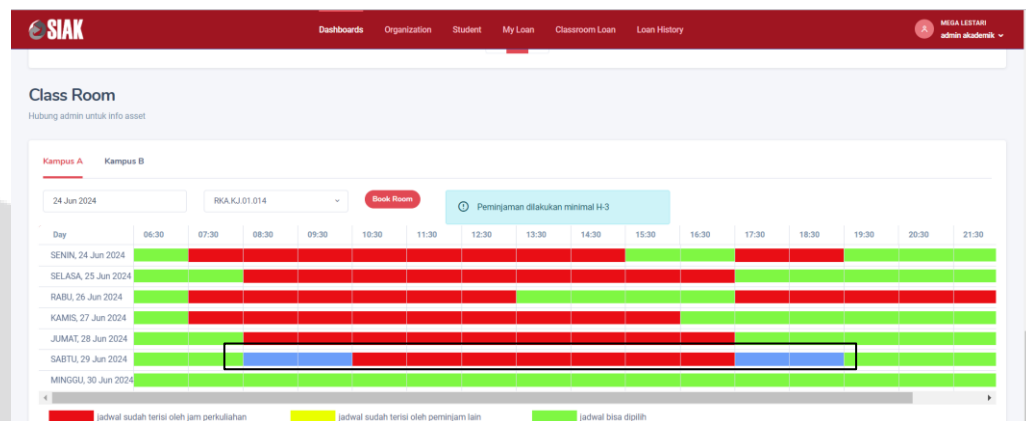 SIAK
Dashboards Organization Student My Loan Classroom Loan Loan History
MEGA LESTARI
admin akademik
Class Room
Hubung admin untuk info asset
Kampus A Kampus B
24 Jun 2024 RKA.KJ.01.014 Book Room Peminjaman dilakukan minimal H-3
Day 06:30 07:30 08:30 09:30 10:30 11:30 12:30 13:30 14:30 15:30 16:30 17:30 18:30 19:30 20:30 21:30
SENIN, 24 Jun 2024
SELASA, 25 Jun 2024
RABU, 26 Jun 2024
KAMIS, 27 Jun 2024
JUMAT, 28 Jun 2024
SABTU, 29 Jun 2024
MINGGU, 30 Jun 2024
jadwal sudah terisi oleh jam perkuliahan jadwal sudah terisi oleh peminjam lain jadwal bisa dipilih